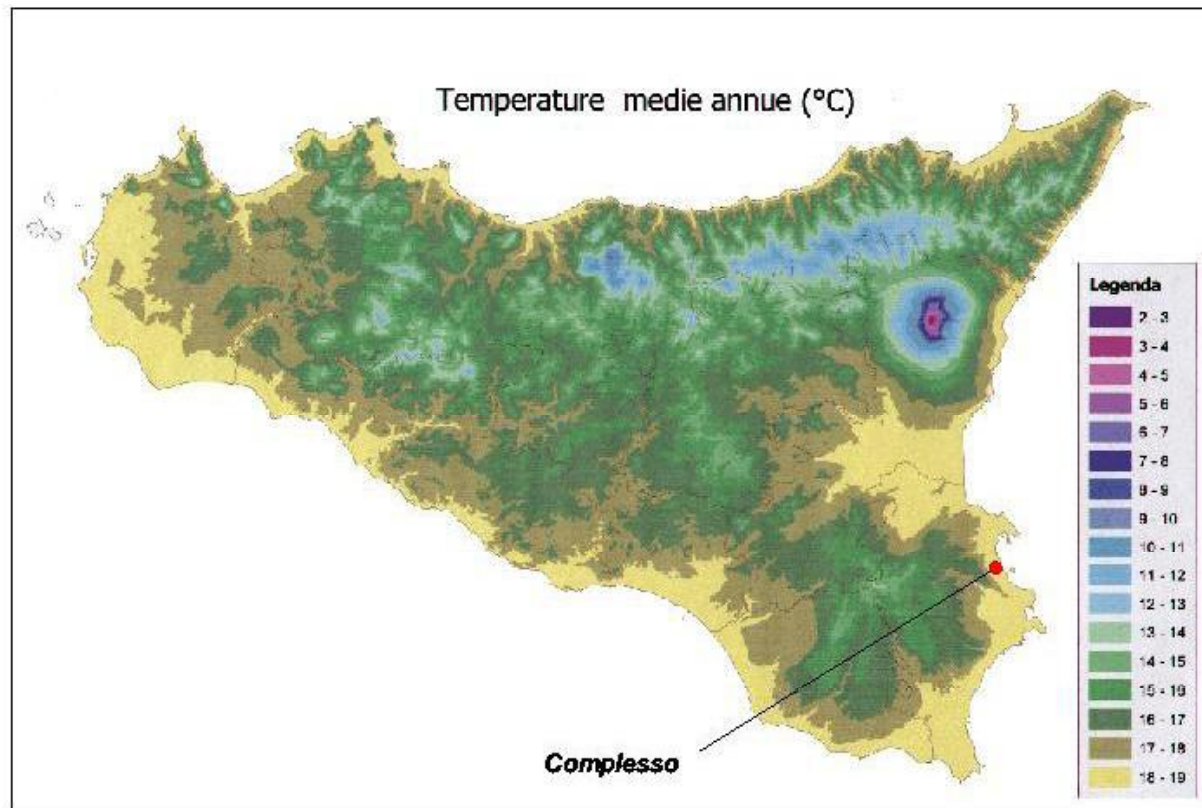 Temperature medie annue (°C)
Legenda
2 - 3
3 - 4
4 - 5
5 - 6
6 - 7
7 - 8
8 - 9
9 - 10
10 - 11
11 - 12
12 - 13
13 - 14
14 - 15
15 - 19
16 - 17
17 - 18
18 - 19
Complesso